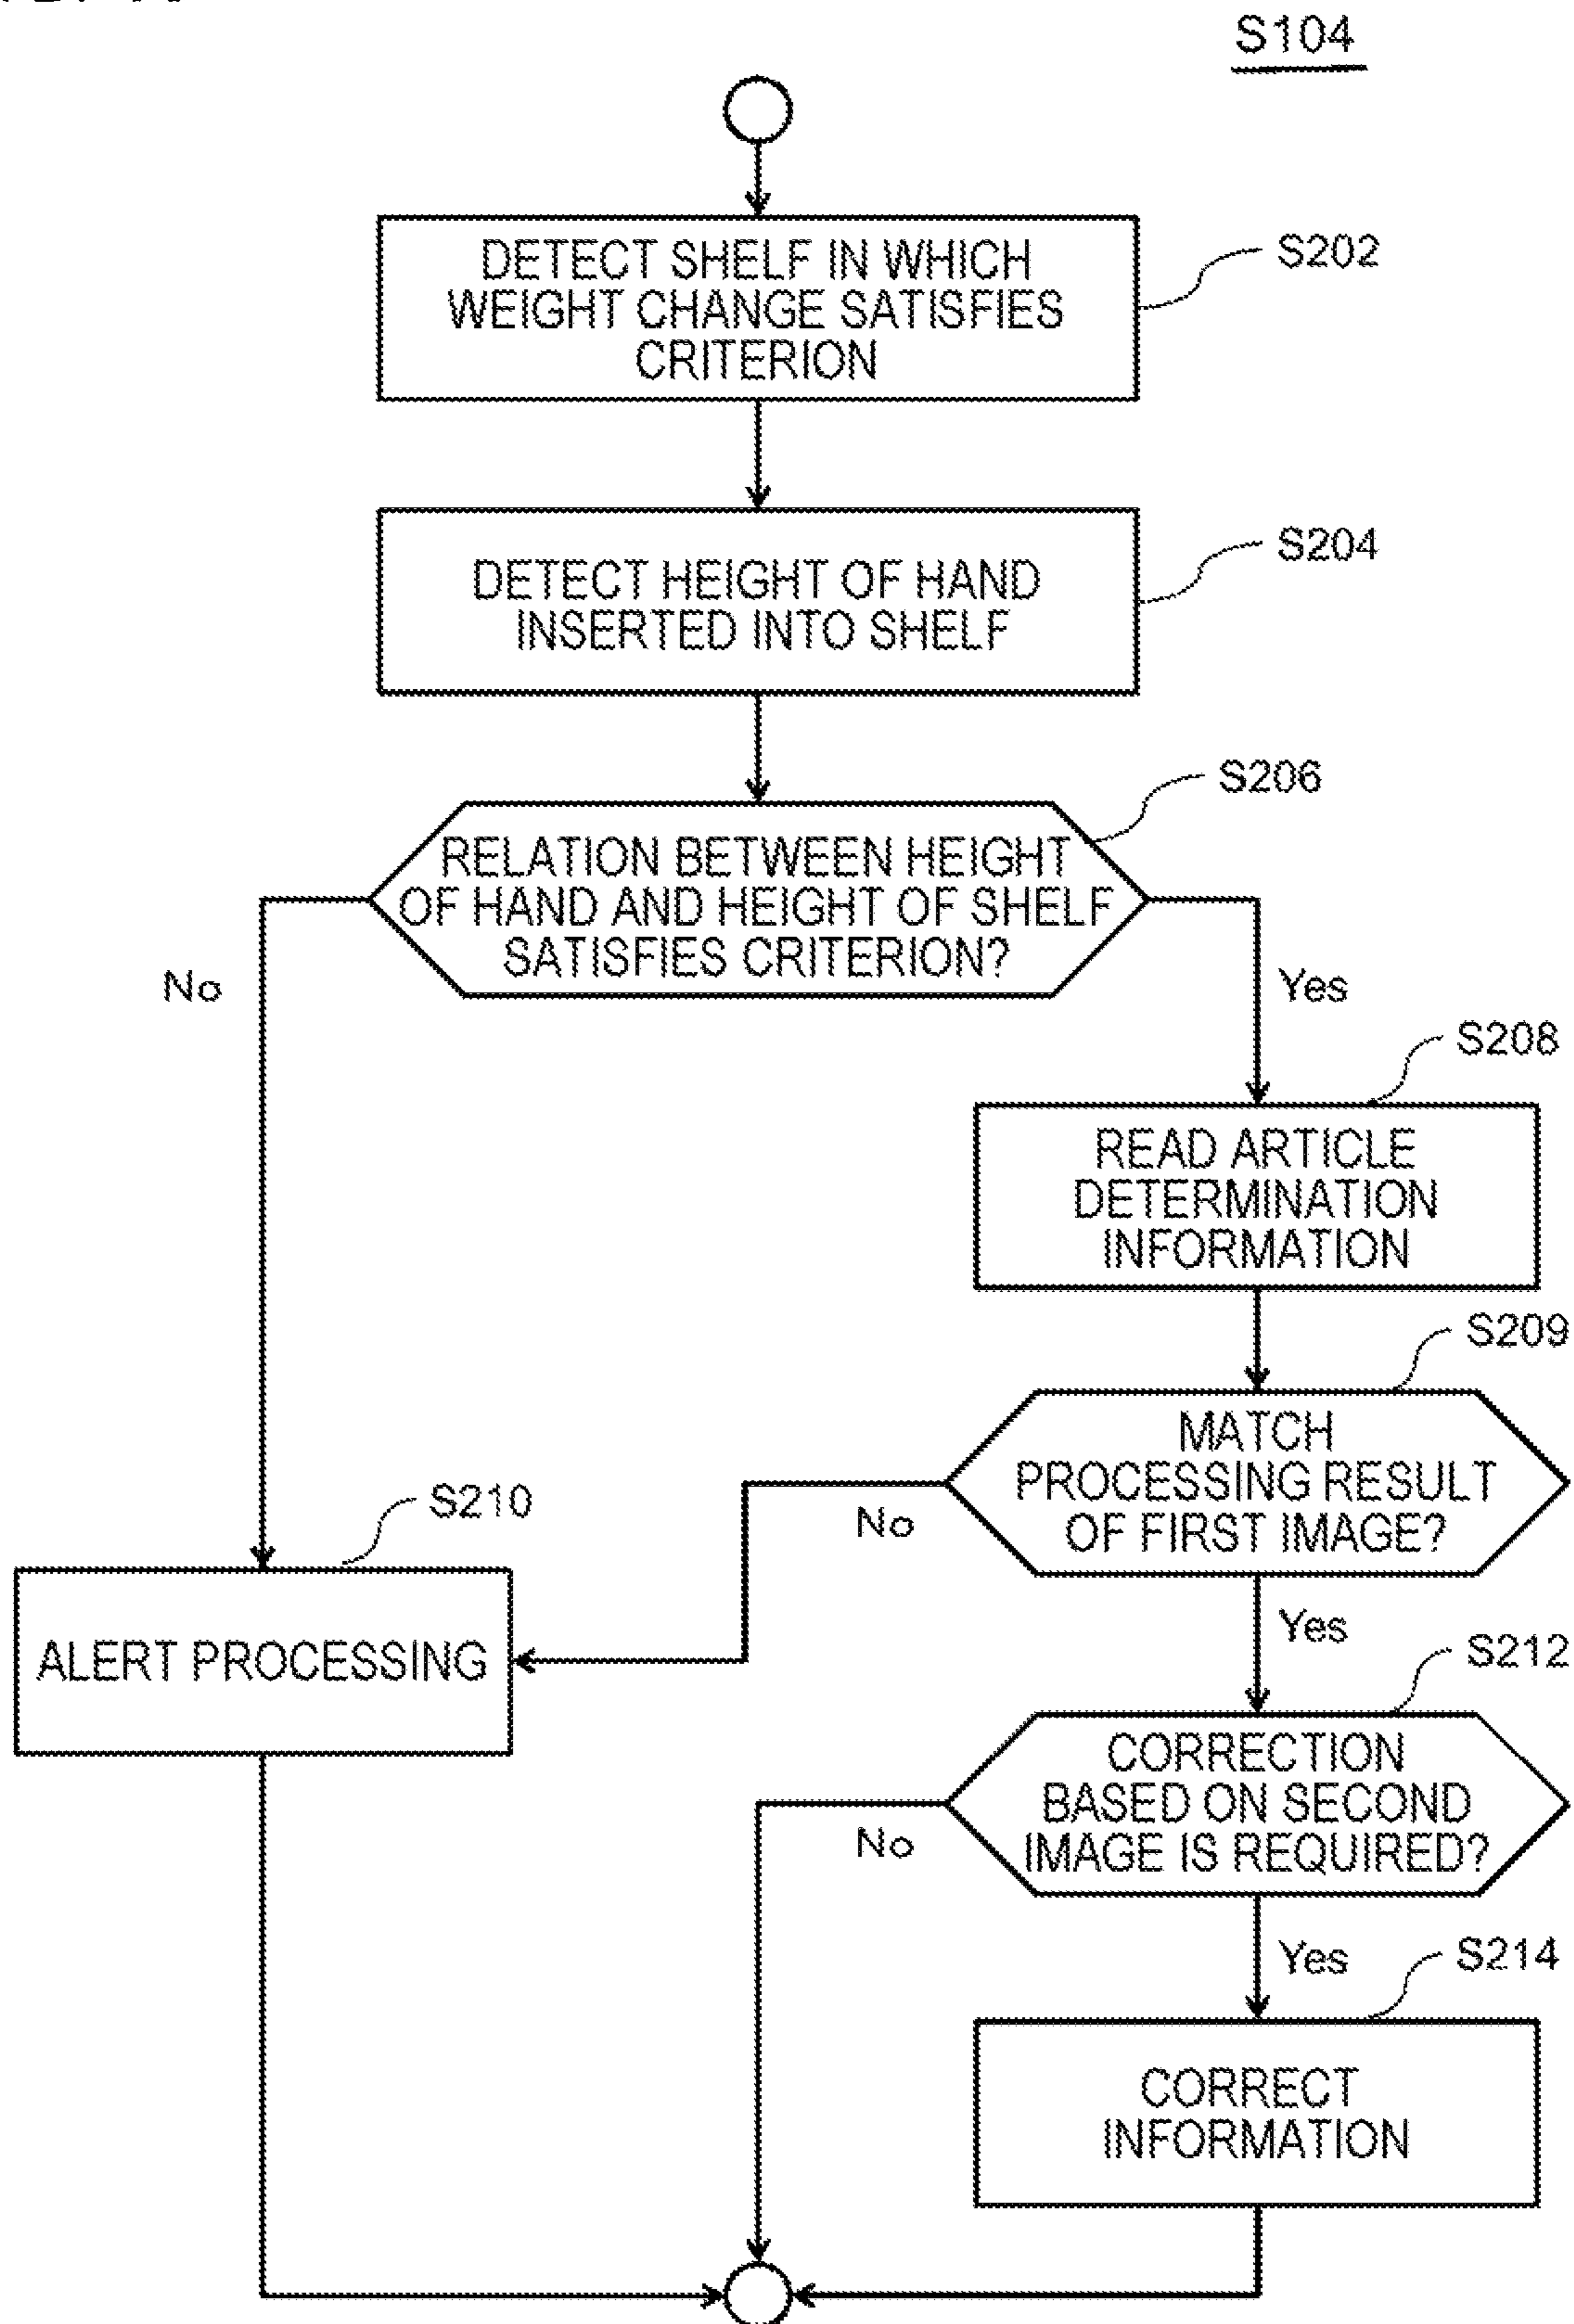 S104
DETECT SHELF IN WHICH
WEIGHT CHANGE SATISFIES
CRITERION
S202
DETECT HEIGHT OF HAND
INSERTED INTO SHELF
S204
RELATION BETWEEN HEIGHT
OF HAND AND HEIGHT OF SHELF
SATISFIES CRITERION?
S206
No
Yes
S208
READ ARTICLE
DETERMINATION
INFORMATION
S209
MATCH
PROCESSING RESULT
OF FIRST IMAGE?
No
Yes
S210
ALERT PROCESSING
S212
CORRECTION
BASED ON SECOND
IMAGE IS REQUIRED?
No
Yes
S214
CORRECT
INFORMATION